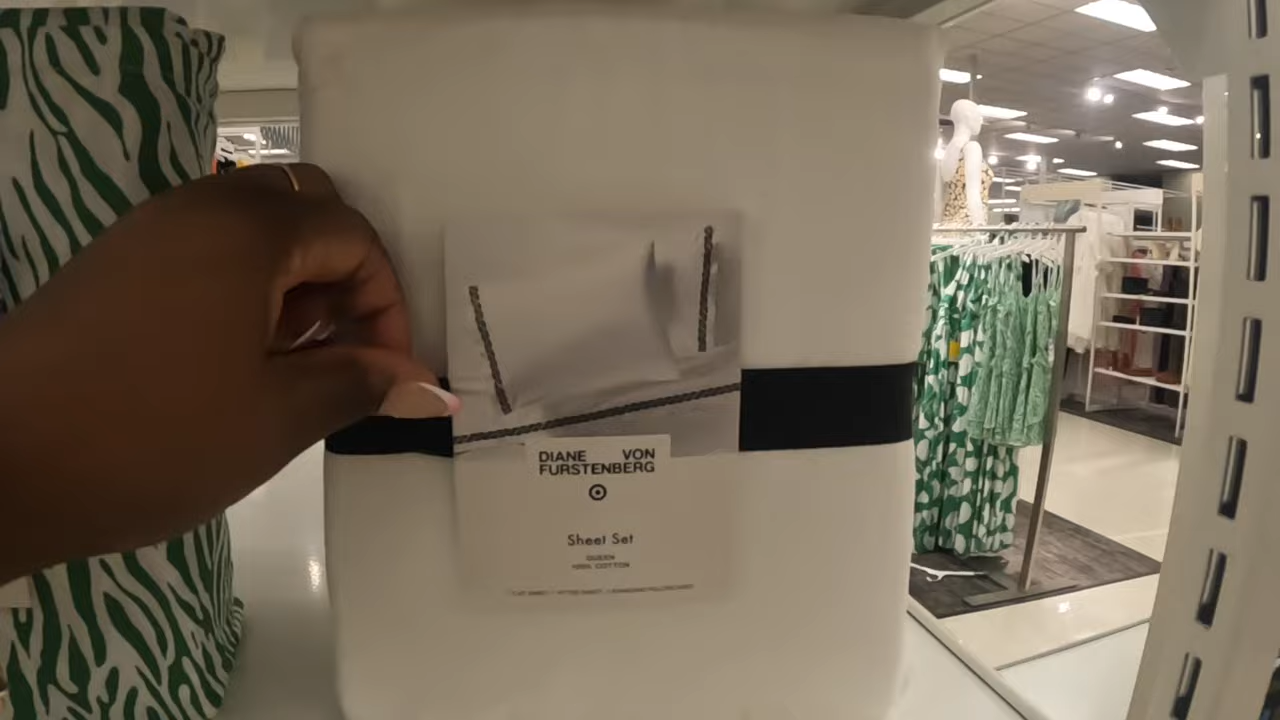 DIANE VON
FURSTENBERG
Sheet Set
QUEEN
100% COTTON